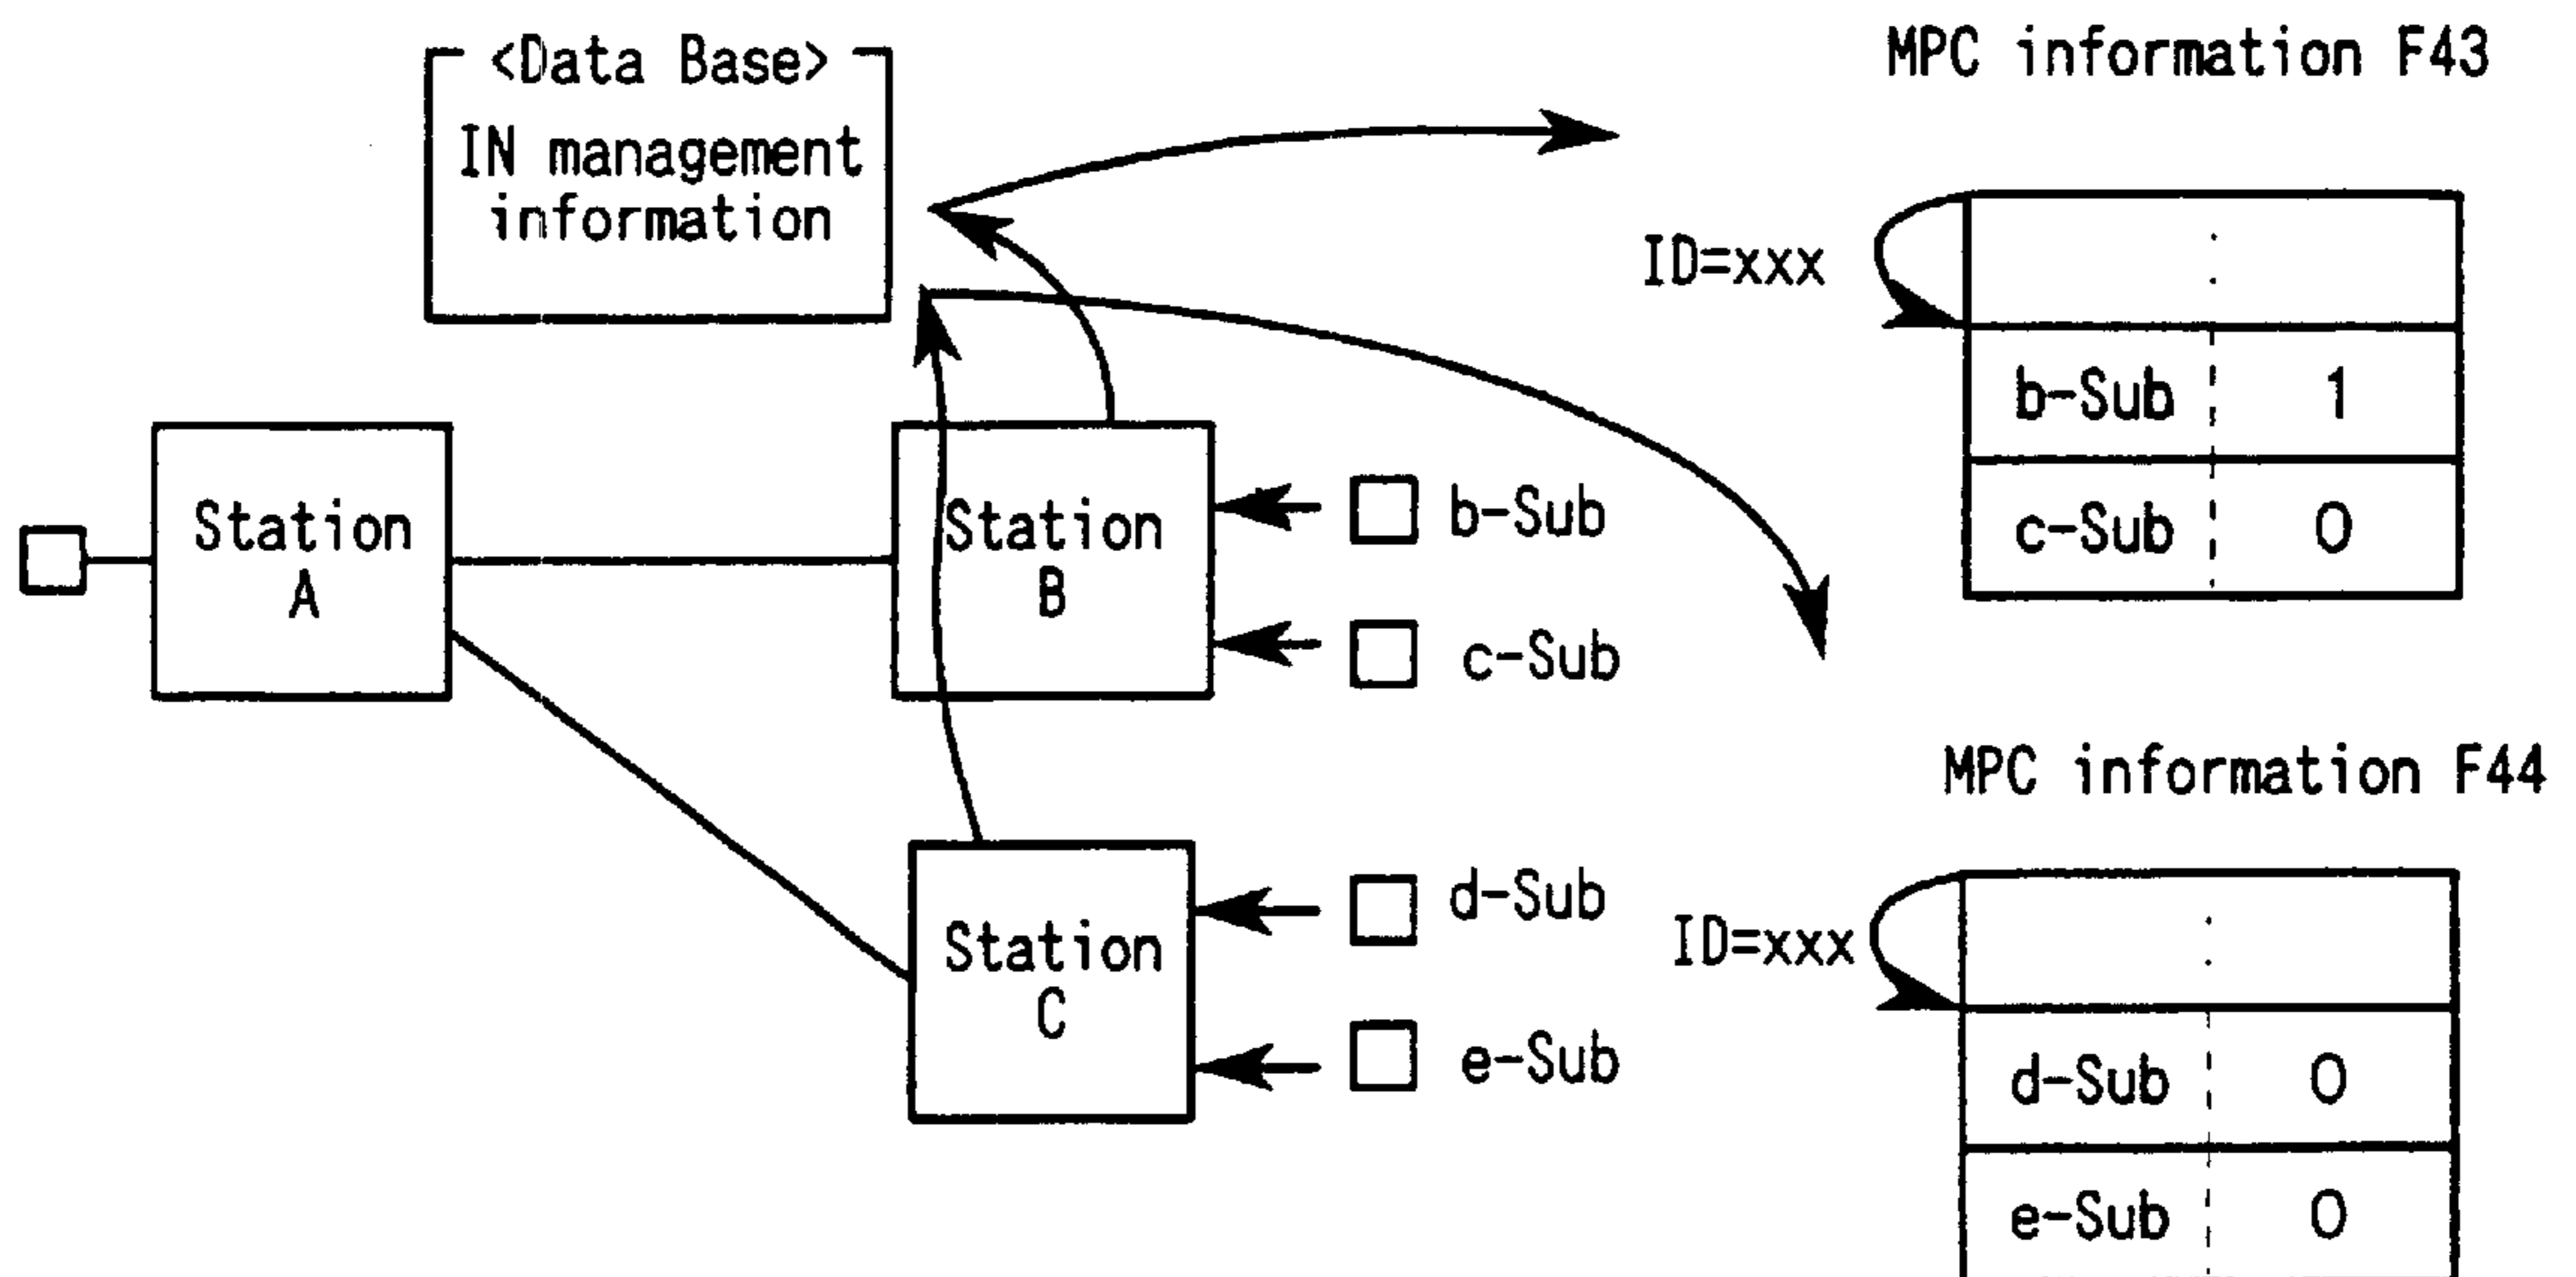 <Data Base>
IN management
information
MPC information F43
ID=xxx
:
b-Sub 1
c-Sub 0
Station
A
Station
B
b-Sub
c-Sub
Station
C
d-Sub
e-Sub
MPC information F44
ID=xxx
:
d-Sub 0
e-Sub 0